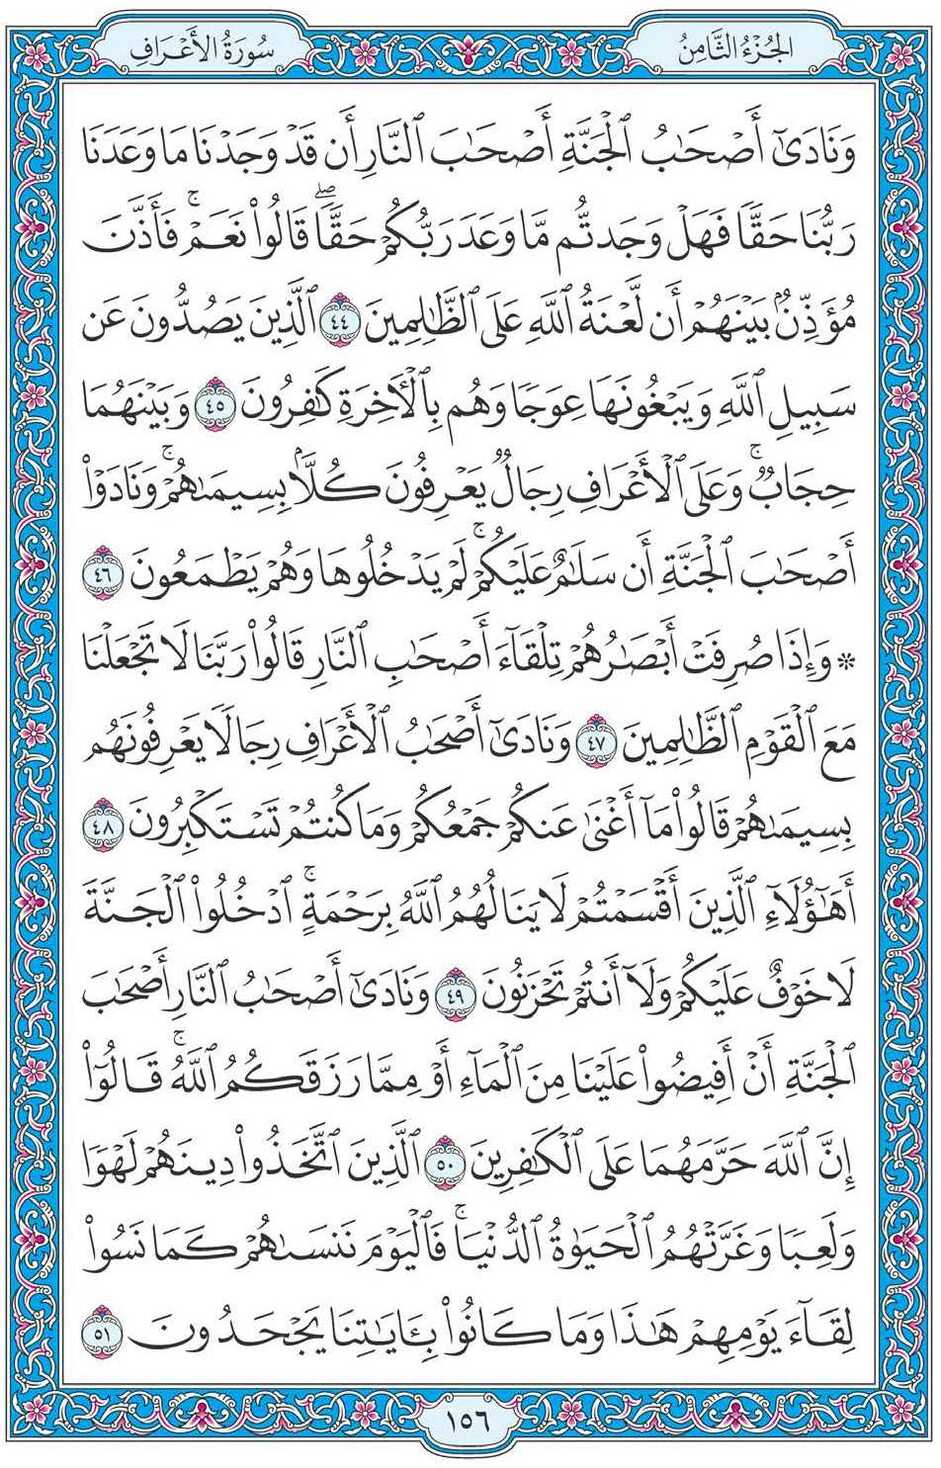 الجُزْءُ الثَّامِنُ
سُورَةُ الأَعْرَافِ
وَنَادَىٰٓ أَصْحَٰبُ ٱلْجَنَّةِ أَصْحَٰبَ ٱلنَّارِ أَن قَدْ وَجَدْنَا مَا وَعَدَنَا
رَبُّنَا حَقًّا فَهَلْ وَجَدتُّم مَّا وَعَدَ رَبُّكُمْ حَقًّا ۖ قَالُوا۟ نَعَمْ ۚ فَأَذَّنَ
مُؤَذِّنٌۢ بَيْنَهُمْ أَن لَّعْنَةُ ٱللَّهِ عَلَى ٱلظَّٰلِمِينَ ٤٤ ٱلَّذِينَ يَصُدُّونَ عَن
سَبِيلِ ٱللَّهِ وَيَبْغُونَهَا عِوَجًا وَهُم بِٱلْأَخِرَةِ كَٰفِرُونَ ٤٥ وَبَيْنَهُمَا
حِجَابٌ ۚ وَعَلَى ٱلْأَعْرَافِ رِجَالٌ يَعْرِفُونَ كُلًّۢا بِسِيمَىٰهُمْ ۚ وَنَادَوْا۟
أَصْحَٰبَ ٱلْجَنَّةِ أَن سَلَٰمٌ عَلَيْكُمْ ۚ لَمْ يَدْخُلُوهَا وَهُمْ يَطْمَعُونَ ٤٦
* وَإِذَا صُرِفَتْ أَبْصَٰرُهُمْ تِلْقَآءَ أَصْحَٰبِ ٱلنَّارِ قَالُوا۟ رَبَّنَا لَا تَجْعَلْنَا
مَعَ ٱلْقَوْمِ ٱلظَّٰلِمِينَ ٤٧ وَنَادَىٰٓ أَصْحَٰبُ ٱلْأَعْرَافِ رِجَالًا يَعْرِفُونَهُم
بِسِيمَىٰهُمْ قَالُوا۟ مَآ أَغْنَىٰ عَنكُمْ جَمْعُكُمْ وَمَا كُنتُمْ تَسْتَكْبِرُونَ ٤٨
أَهَٰٓؤُلَآءِ ٱلَّذِينَ أَقْسَمْتُمْ لَا يَنَالُهُمُ ٱللَّهُ بِرَحْمَةٍ ۚ ٱدْخُلُوا۟ ٱلْجَنَّةَ
لَا خَوْفٌ عَلَيْكُمْ وَلَآ أَنتُمْ تَحْزَنُونَ ٤٩ وَنَادَىٰٓ أَصْحَٰبُ ٱلنَّارِ أَصْحَٰبَ
ٱلْجَنَّةِ أَنْ أَفِيضُوا۟ عَلَيْنَا مِنَ ٱلْمَآءِ أَوْ مِمَّا رَزَقَكُمُ ٱللَّهُ ۚ قَالُوٓا۟
إِنَّ ٱللَّهَ حَرَّمَهُمَا عَلَى ٱلْكَٰفِرِينَ ٥٠ ٱلَّذِينَ ٱتَّخَذُوا۟ دِينَهُمْ لَهْوًا
وَلَعِبًا وَغَرَّتْهُمُ ٱلْحَيَوٰةُ ٱلدُّنْيَا ۚ فَٱلْيَوْمَ نَنسَىٰهُمْ كَمَا نَسُوا۟
لِقَآءَ يَوْمِهِمْ هَٰذَا وَمَا كَانُوا۟ بِـَٔايَٰتِنَا يَجْحَدُونَ ٥١
١٥٦